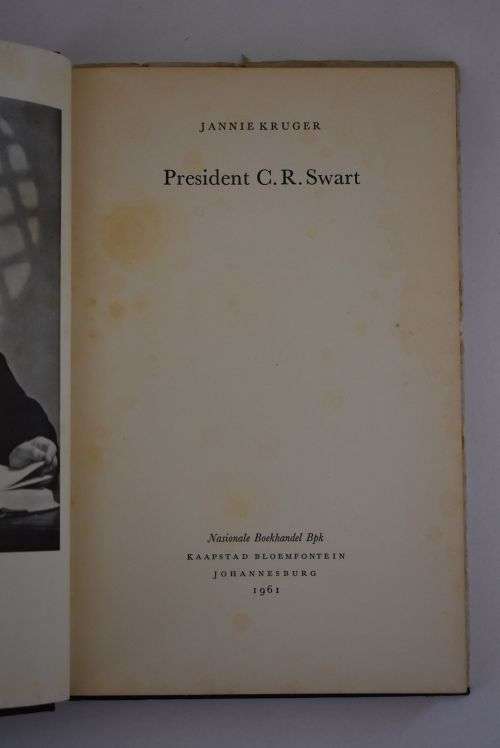 JANNIE KRUGER
President C. R. Swart
Nasionale Boekhandel Bpk
KAAPSTAD BLOEMFONTEIN
JOHANNESBURG
1961